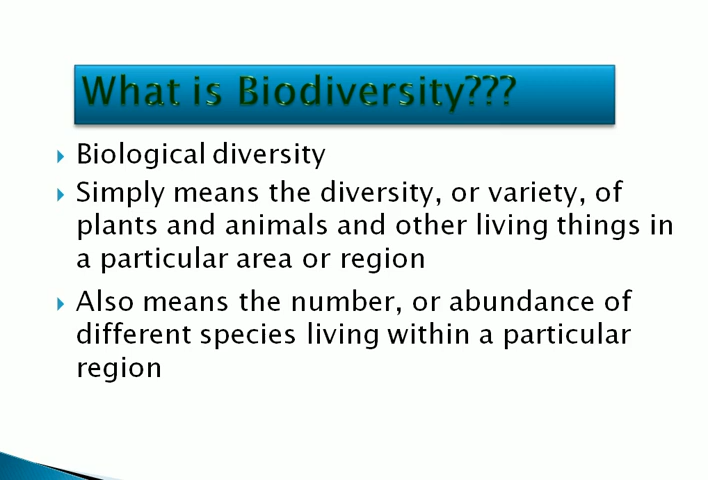 What is Biodiversity???
Biological diversity
Simply means the diversity, or variety, of
plants and animals and other living things in
a particular area or region
Also means the number, or abundance of
different species living within a particular
region